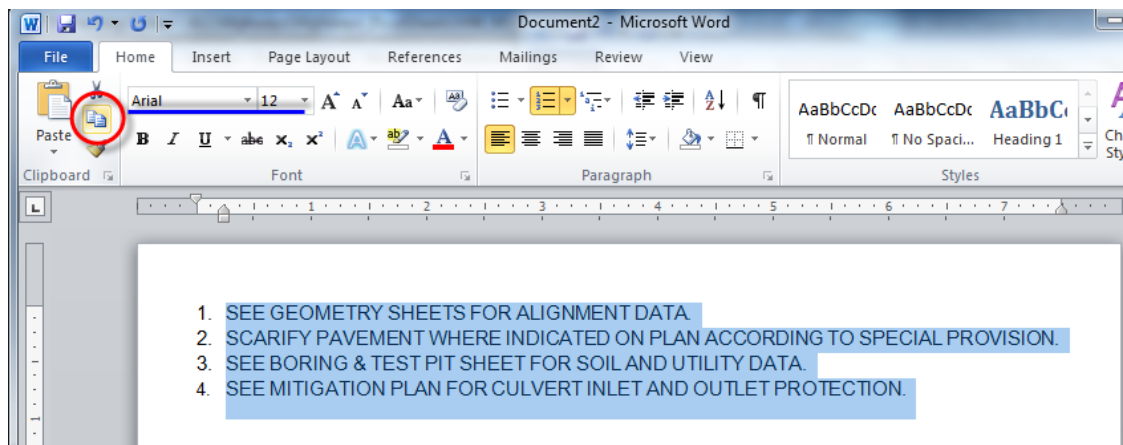 W
Document2 - Microsoft Word
File Home Insert Page Layout References Mailings Review View
Arial 12 A A Aa
Paste B I U abc x₂ x² A ab A
AaBbCcDc AaBbCcDc AaBbC
¶ Normal ¶ No Spaci... Heading 1
Clipboard Font Paragraph Styles
L 1 2 3 4 5 6 7
1. SEE GEOMETRY SHEETS FOR ALIGNMENT DATA.
2. SCARIFY PAVEMENT WHERE INDICATED ON PLAN ACCORDING TO SPECIAL PROVISION.
3. SEE BORING & TEST PIT SHEET FOR SOIL AND UTILITY DATA.
4. SEE MITIGATION PLAN FOR CULVERT INLET AND OUTLET PROTECTION.